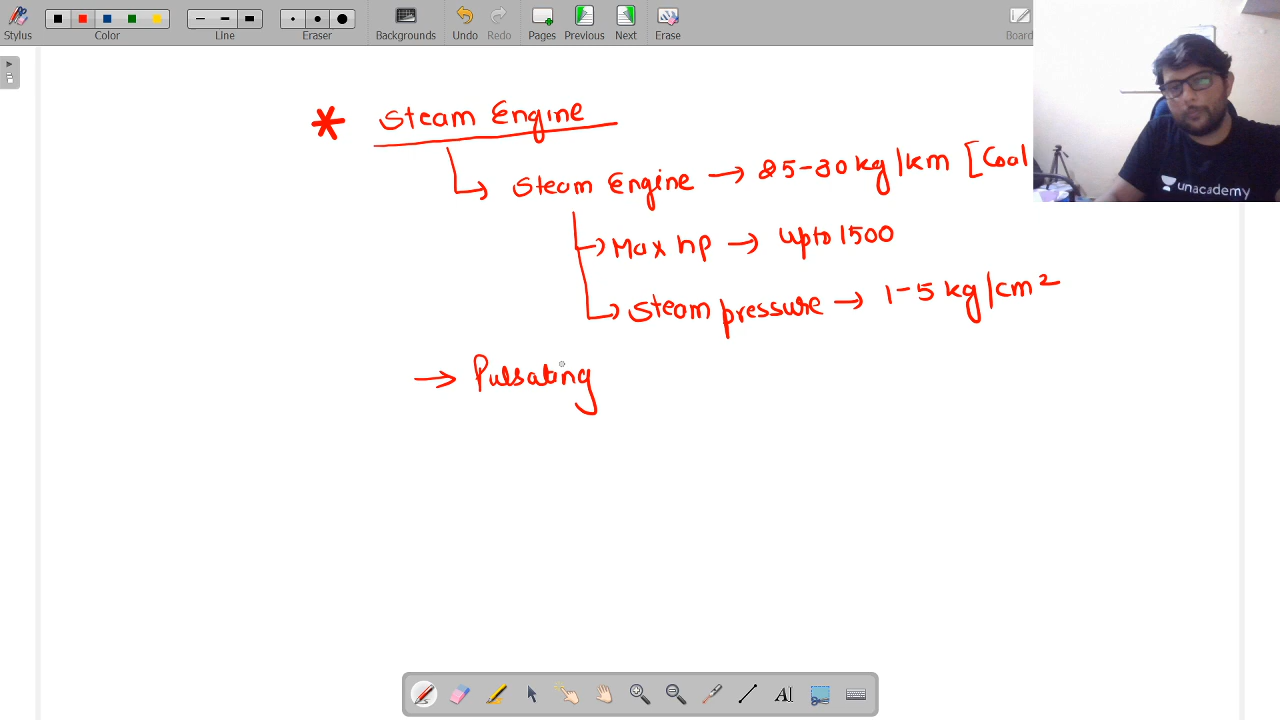 Stylus
Color
Line
Eraser
Backgrounds
Undo
Redo
Pages
Previous
Next
Erase
Board
* Steam Engine
Steam Engine → 25-30 kg/km [Coal
Max hp → upto 1500
Steam pressure → 1-5 kg/cm²
→ Pulsating
unacademy
A